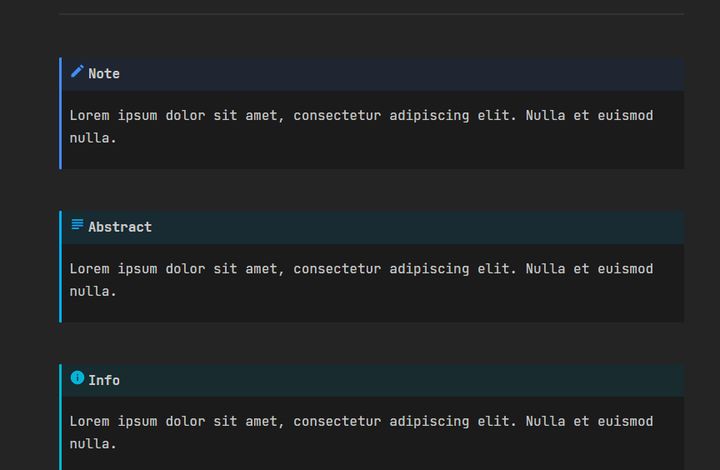 Note
Lorem ipsum dolor sit amet, consectetur adipiscing elit. Nulla et euismod
nulla.
Abstract
Lorem ipsum dolor sit amet, consectetur adipiscing elit. Nulla et euismod
nulla.
Info
Lorem ipsum dolor sit amet, consectetur adipiscing elit. Nulla et euismod
nulla.